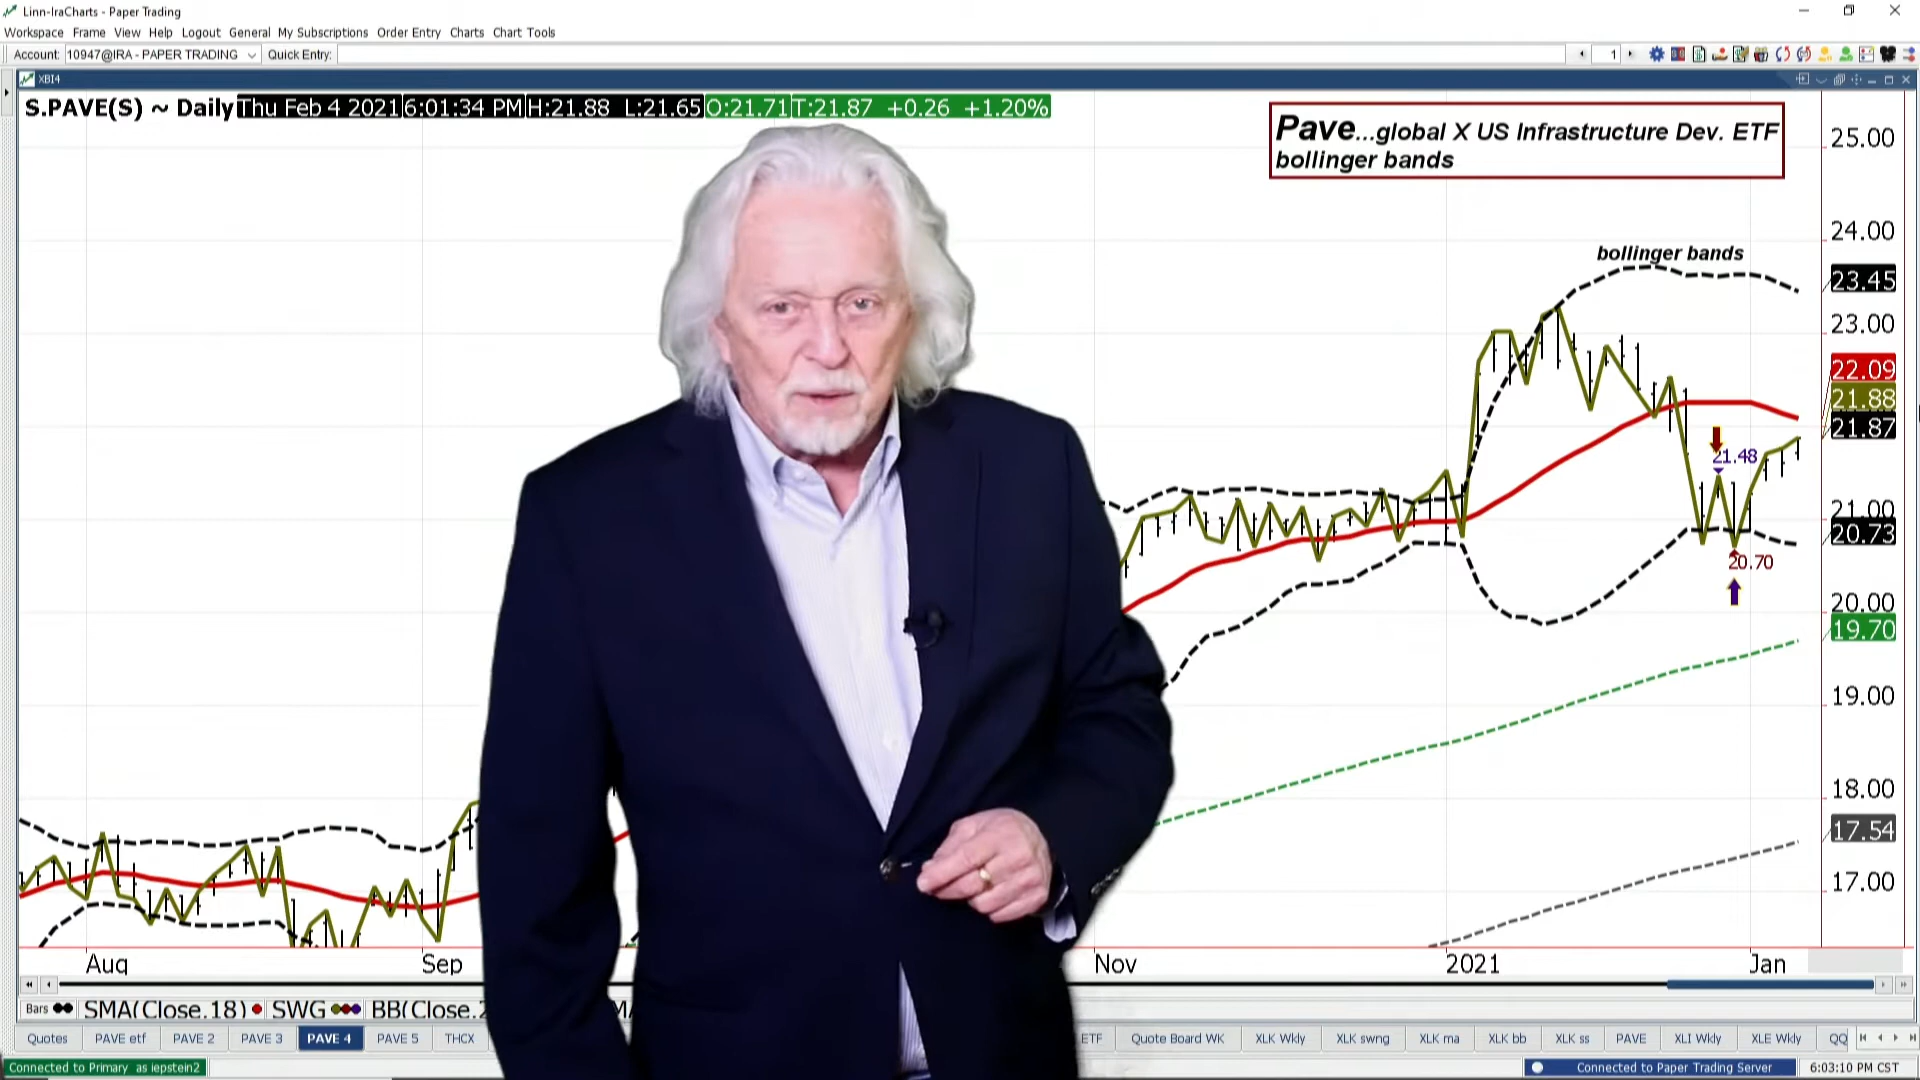 Linn-IraCharts - Paper Trading
Workspace Frame View Help Logout General My Subscriptions Order Entry Charts Chart Tools
Account: 10947@IRA - PAPER TRADING Quick Entry: 1
XBI4
S.PAVE(S) ~ Daily Thu Feb 4 2021 6:01:34 PM H:21.88 L:21.65 O:21.71 T:21.87 +0.26 +1.20%
Pave...global X US Infrastructure Dev. ETF
bollinger bands
25.00
24.00
bollinger bands
23.45
23.00
22.09
21.88
21.87
21.48
21.00
20.73
20.70
20.00
19.70
19.00
18.00
17.54
17.00
Aug Sep Nov 2021 Jan
Bars SMA(Close.18) SWG BB(Close.2
Quotes PAVE etf PAVE 2 PAVE 3 PAVE 4 PAVE 5 THCX ETF Quote Board WK XLK Wkly XLK swng XLK ma XLK bb XLK ss PAVE XLI Wkly XLE Wkly QQ
Connected to Primary as iepstein2 Connected to Paper Trading Server 6:03:10 PM CST